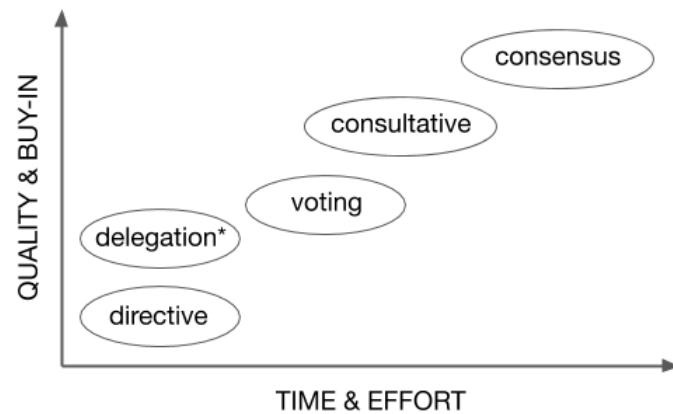 consensus
consultative
voting
delegation*
directive
QUALITY & BUY-IN
TIME & EFFORT